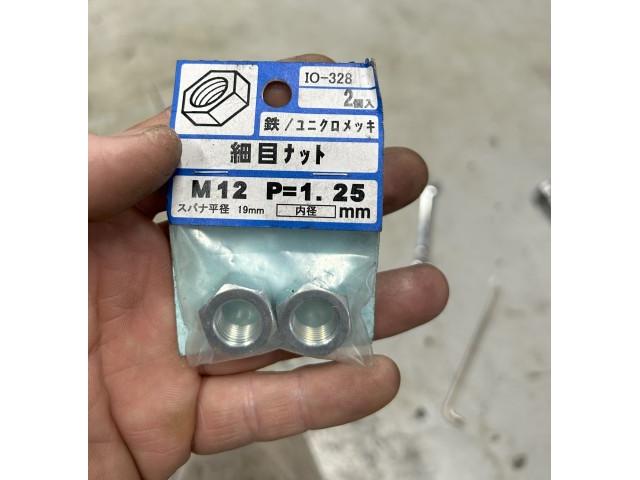 IO-328
2個入
鉄/ユニクロメッキ
細目ナット
M12 P=1.25
スパナ平径 19mm 内径 mm